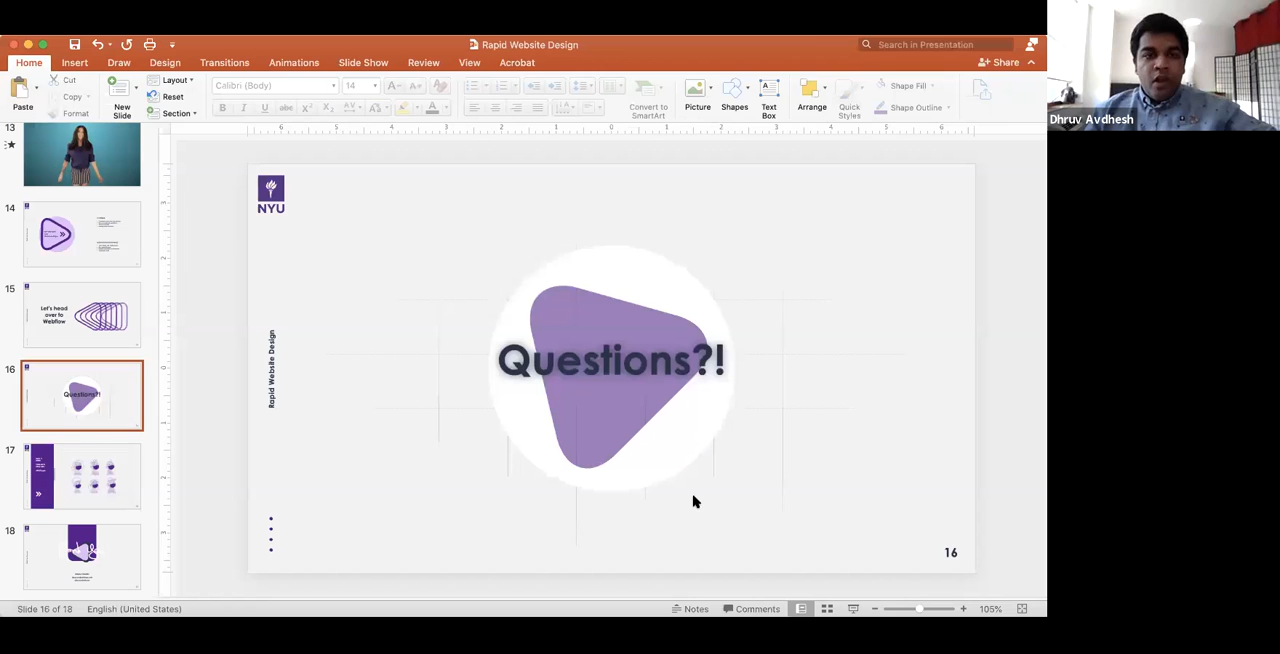 Rapid Website Design
Search in Presentation
Home
Insert
Draw
Design
Transitions
Animations
Slide Show
Review
View
Acrobat
Share
Paste
Cut
Copy
Format
New
Slide
Layout
Reset
Section
Calibri (Body)
14
Convert to
SmartArt
Picture
Shapes
Text
Box
Arrange
Quick
Styles
Shape Fill
Shape Outline
Dhruv Avdhesh
13
14
15
Let's head
over to
Webflow
16
Questions?!
17
18
NYU
Rapid Website Design
Questions?!
16
Slide 16 of 18
English (United States)
Notes
Comments
105%